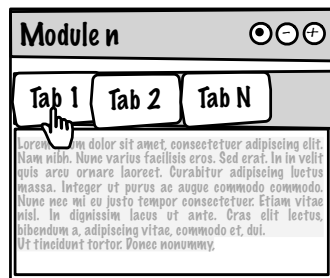 Module n
Tab 1 Tab 2 Tab N
dolor sit amet, consectetuer adipiscing elit.
Nam nibh. Nunc varius facilisis eros. Sed erat. In in velit
quis arcu ornare laoreet. Curabitur adipiscing luctus
massa. Integer ut purus ac augue commodo commodo.
Nunc nec mi eu justo tempor consectetuer. Etiam vitae
nisl. In dignissim lacus ut ante. Cras elit lectus,
bibendum a, adipiscing vitae, commodo et, dui.
Ut tincidunt tortor. Donec nonummy,